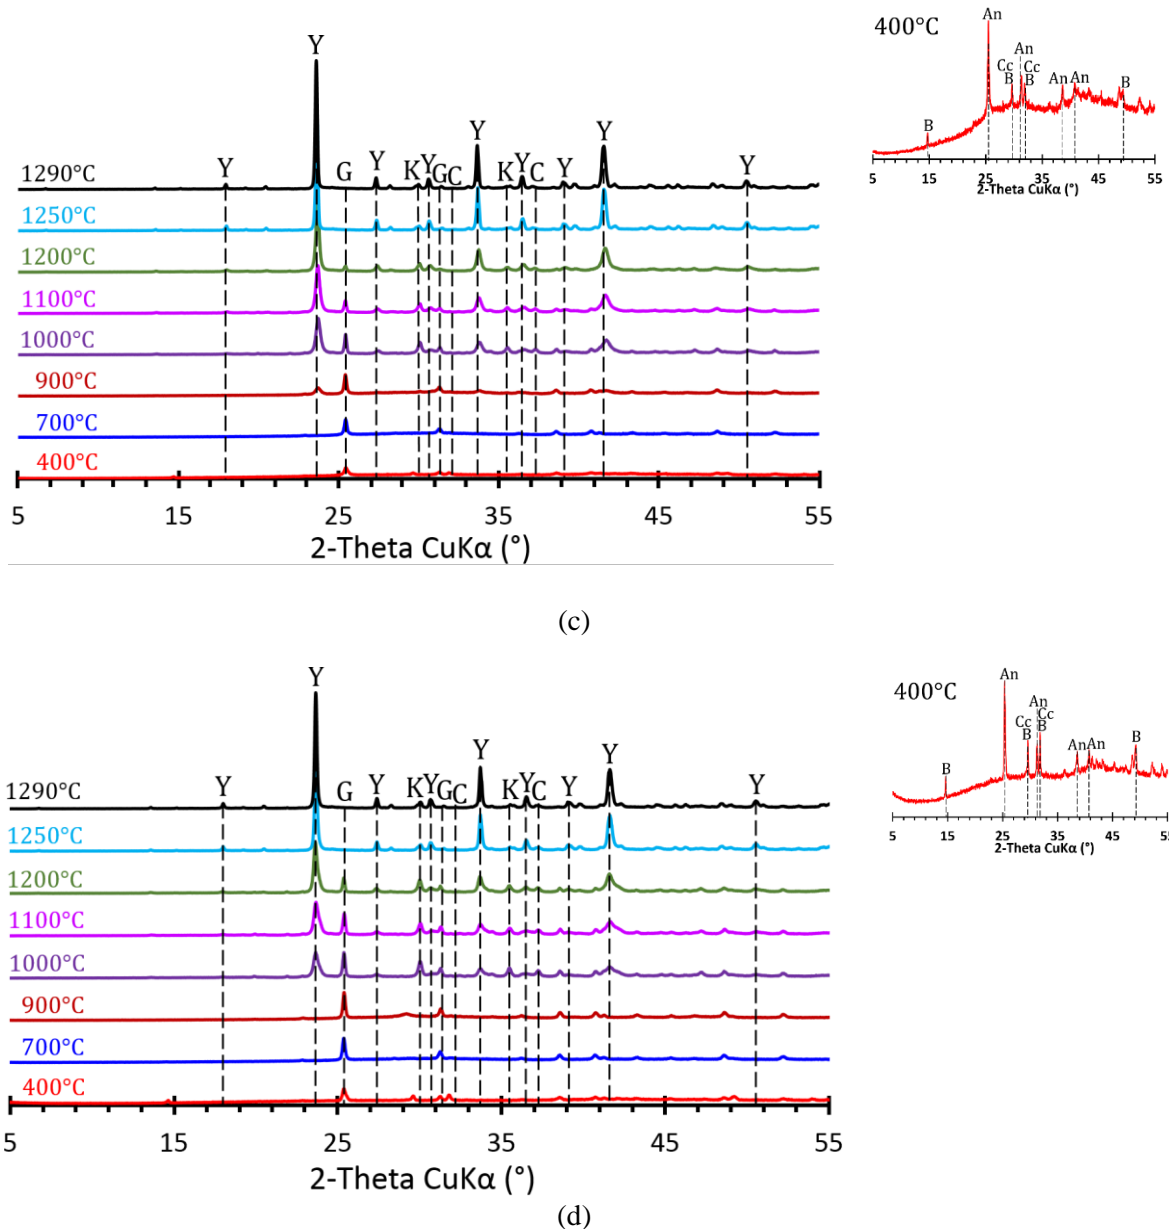 400°C
An
An
Cc Cc
B B An An B
B
5 15 25 35 45 55
2-Theta CuKα (°)
Y
Y Y
Y G Y K Y G C K Y C Y Y
1290°C
1250°C
1200°C
1100°C
1000°C
900°C
700°C
400°C
5 15 25 35 45 55
2-Theta CuKα (°)
(c)
400°C
An
An
Cc Cc
B B An An B
B
5 15 25 35 45 55
2-Theta CuKα (°)
Y
Y Y
Y G Y K Y G C K Y C Y Y
1290°C
1250°C
1200°C
1100°C
1000°C
900°C
700°C
400°C
5 15 25 35 45 55
2-Theta CuKα (°)
(d)